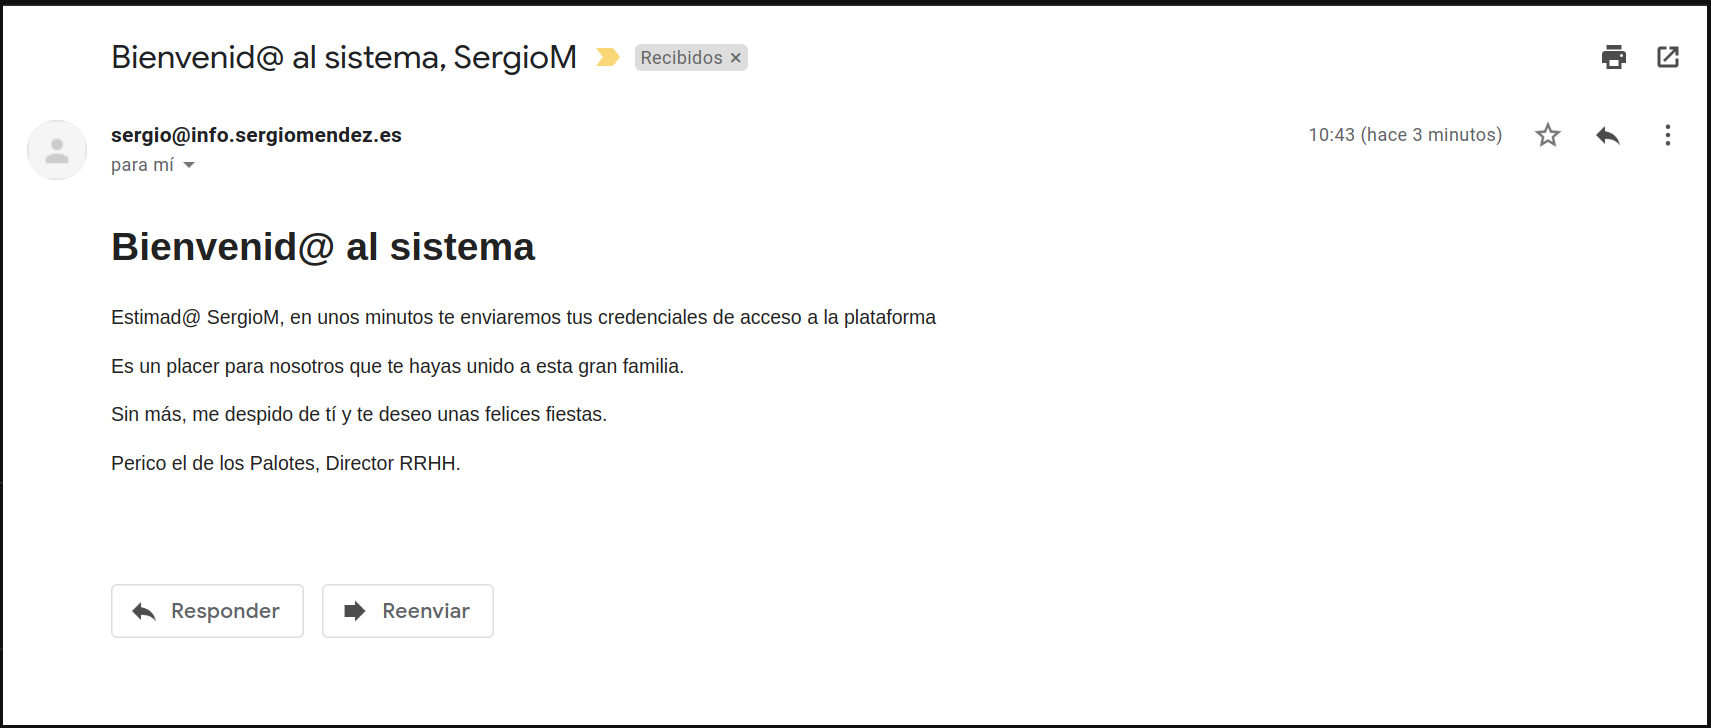 Bienvenid@ al sistema, SergioM Recibidos ×
sergio@info.sergiomendez.es 10:43 (hace 3 minutos)
para mí
Bienvenid@ al sistema
Estimad@ SergioM, en unos minutos te enviaremos tus credenciales de acceso a la plataforma
Es un placer para nosotros que te hayas unido a esta gran familia.
Sin más, me despido de tí y te deseo unas felices fiestas.
Perico el de los Palotes, Director RRHH.
Responder Reenviar